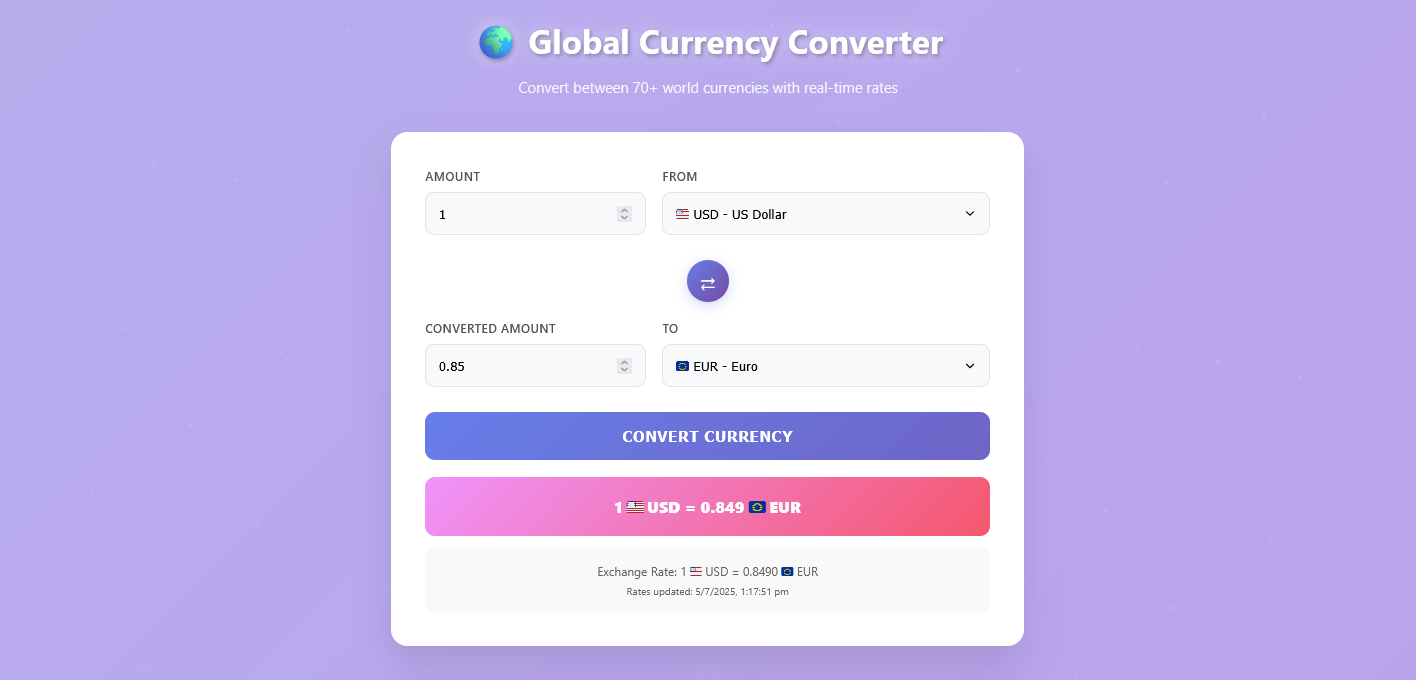 Global Currency Converter
Convert between 70+ world currencies with real-time rates
AMOUNT
FROM
1
USD - US Dollar
CONVERTED AMOUNT
TO
0.85
EUR - Euro
CONVERT CURRENCY
1 USD = 0.849 EUR
Exchange Rate: 1 USD = 0.8490 EUR
Rates updated: 5/7/2025, 1:17:51 pm